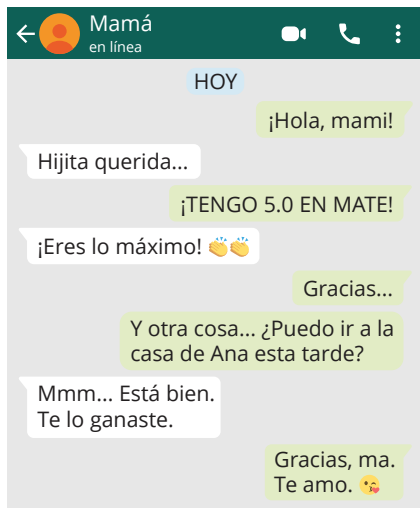 Mamá
en línea
HOY
¡Hola, mami!
Hijita querida...
¡TENGO 5.0 EN MATE!
¡Eres lo máximo! 👏👏
Gracias...
Y otra cosa... ¿Puedo ir a la
casa de Ana esta tarde?
Mmm... Está bien.
Te lo ganaste.
Gracias, ma.
Te amo. 😘